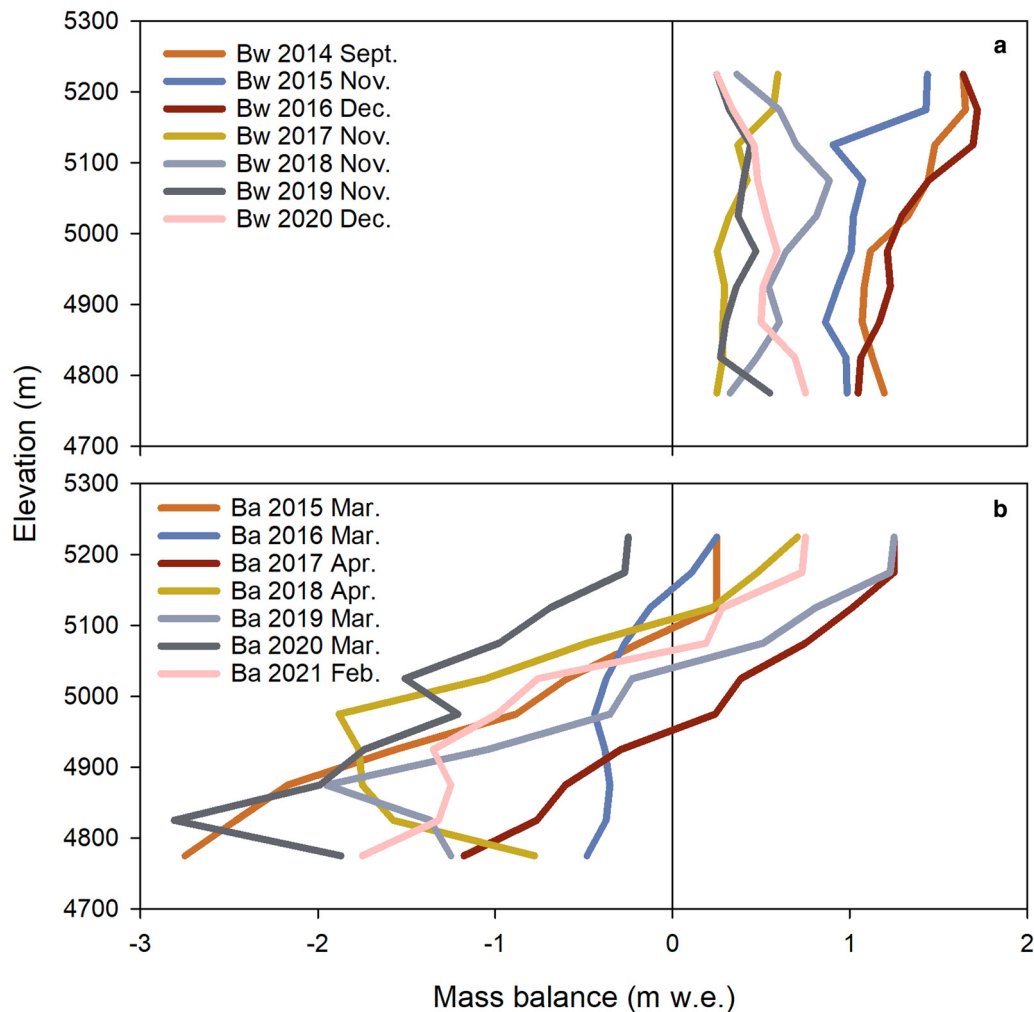 5300
5200
5100
5000
4900
4800
4700
a
Bw 2014 Sept.
Bw 2015 Nov.
Bw 2016 Dec.
Bw 2017 Nov.
Bw 2018 Nov.
Bw 2019 Nov.
Bw 2020 Dec.
Elevation (m)
5300
5200
5100
5000
4900
4800
4700
b
Ba 2015 Mar.
Ba 2016 Mar.
Ba 2017 Apr.
Ba 2018 Apr.
Ba 2019 Mar.
Ba 2020 Mar.
Ba 2021 Feb.
-3 -2 -1 0 1 2
Mass balance (m w.e.)